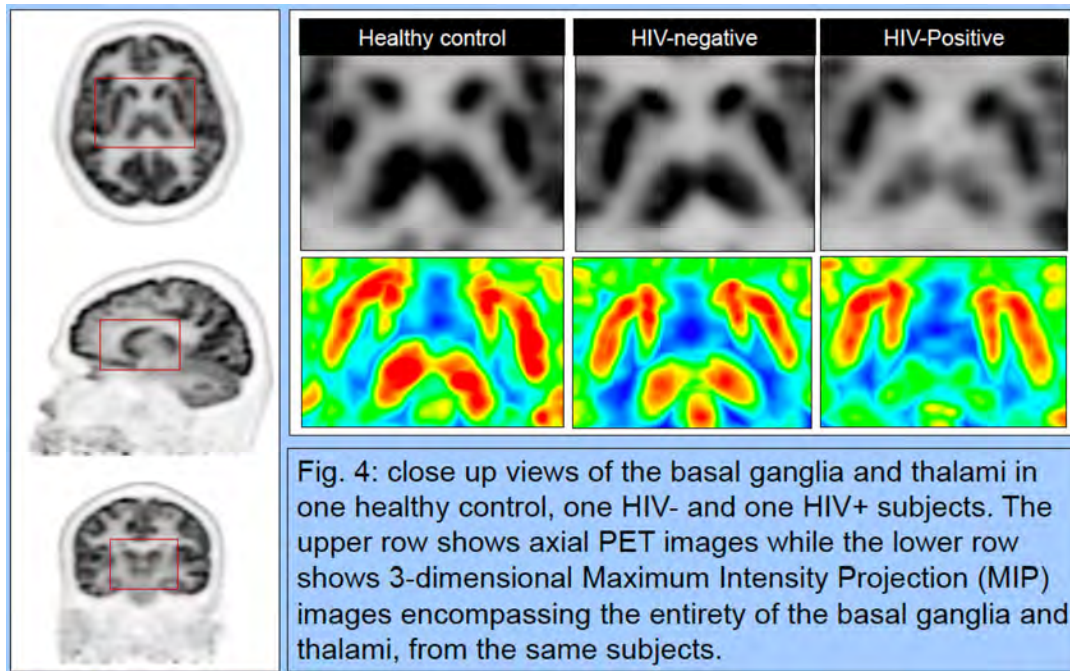 Healthy control
HIV-negative
HIV-Positive
Fig. 4: close up views of the basal ganglia and thalami in
one healthy control, one HIV- and one HIV+ subjects. The
upper row shows axial PET images while the lower row
shows 3-dimensional Maximum Intensity Projection (MIP)
images encompassing the entirety of the basal ganglia and
thalami, from the same subjects.